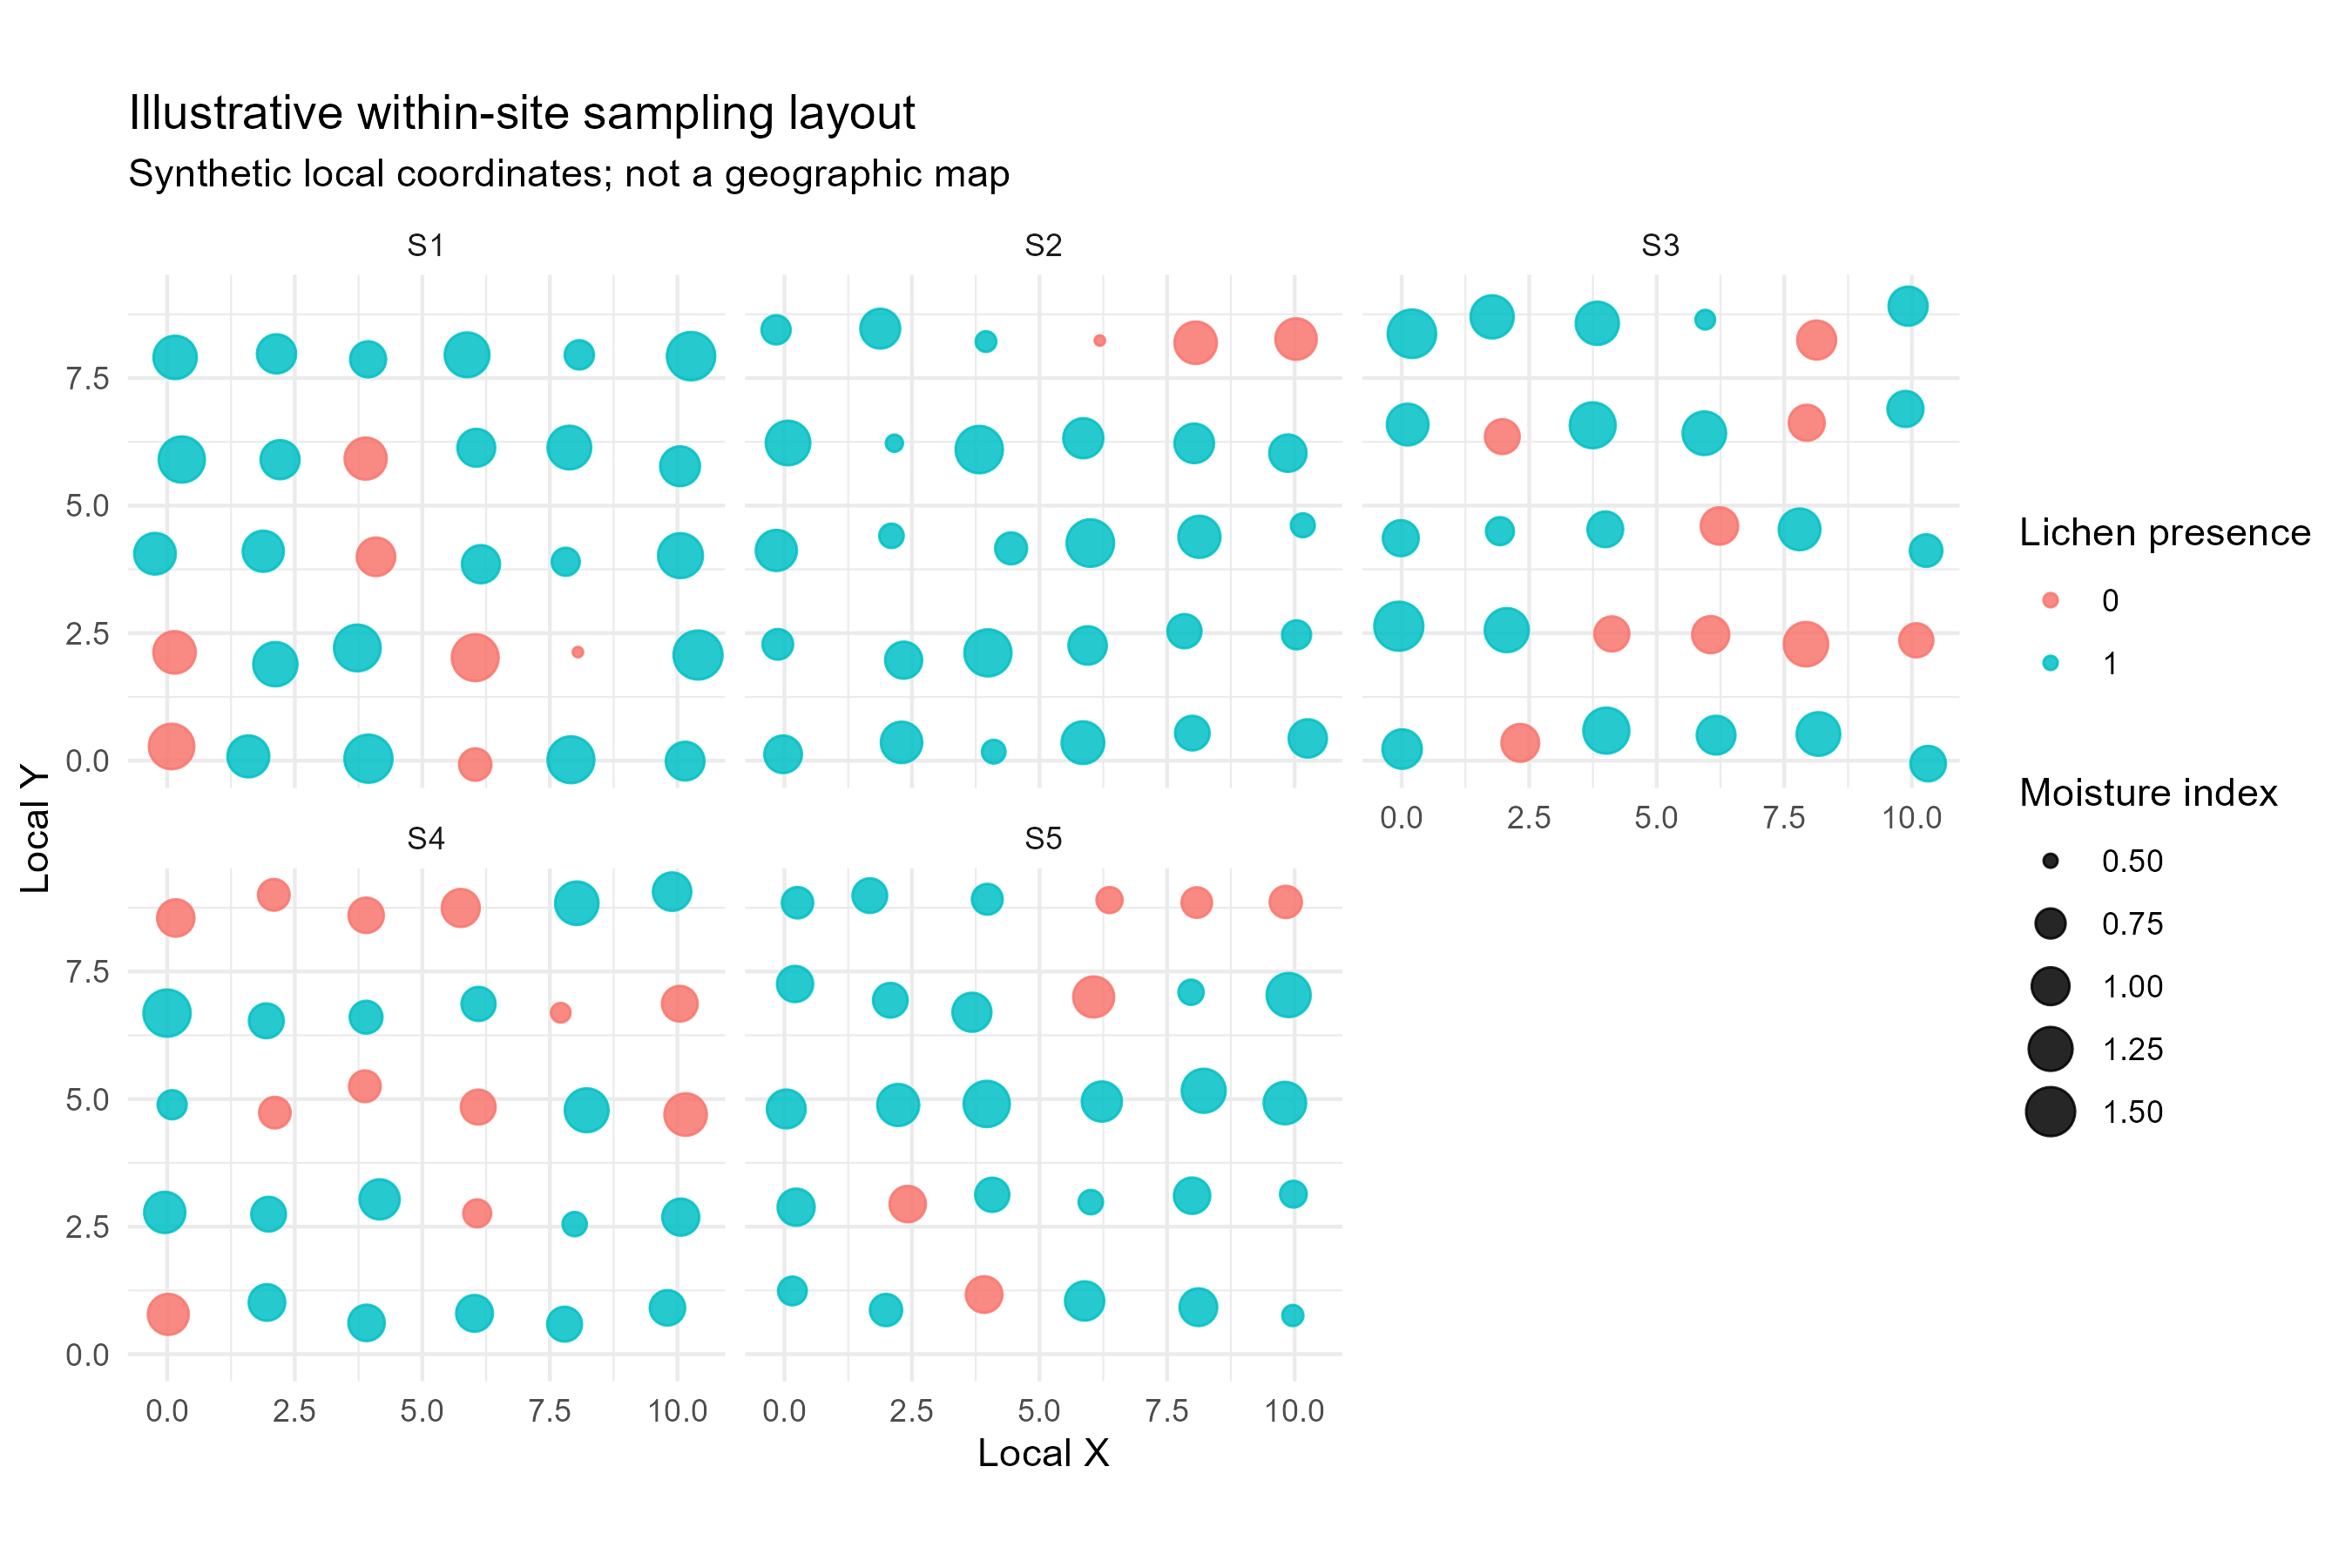 Illustrative within-site sampling layout
Synthetic local coordinates; not a geographic map
S1
S2
S3
7.5
5.0
2.5
0.0
0.0 2.5 5.0 7.5 10.0
S4
S5
7.5
5.0
2.5
0.0
0.0 2.5 5.0 7.5 10.0
0.0 2.5 5.0 7.5 10.0
Local X
Local Y
Lichen presence
0
1
Moisture index
0.50
0.75
1.00
1.25
1.50